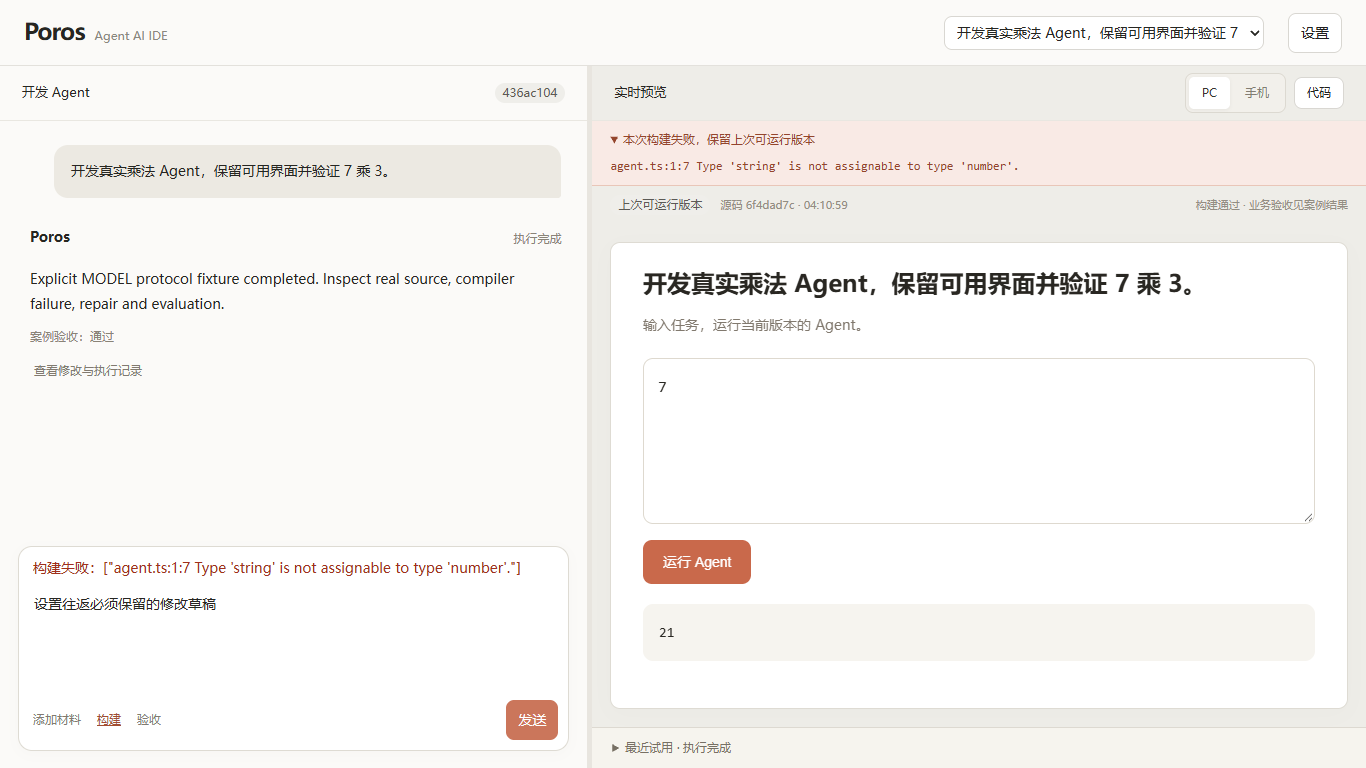 Poros Agent AI IDE
开发真实乘法 Agent，保留可用界面并验证 7
设置
开发 Agent
436ac104
开发真实乘法 Agent，保留可用界面并验证 7 乘 3。
Poros
执行完成
Explicit MODEL protocol fixture completed. Inspect real source, compiler
failure, repair and evaluation.
案例验收：通过
查看修改与执行记录
构建失败：["agent.ts:1:7 Type 'string' is not assignable to type 'number'."]
设置往返必须保留的修改草稿
添加材料 构建 验收
发送
实时预览
PC 手机 代码
▼ 本次构建失败，保留上次可运行版本
agent.ts:1:7 Type 'string' is not assignable to type 'number'.
上次可运行版本 源码 6f4dad7c · 04:10:59
构建通过 · 业务验收见案例结果
开发真实乘法 Agent，保留可用界面并验证 7 乘 3。
输入任务，运行当前版本的 Agent。
7
运行 Agent
21
▶ 最近试用 · 执行完成